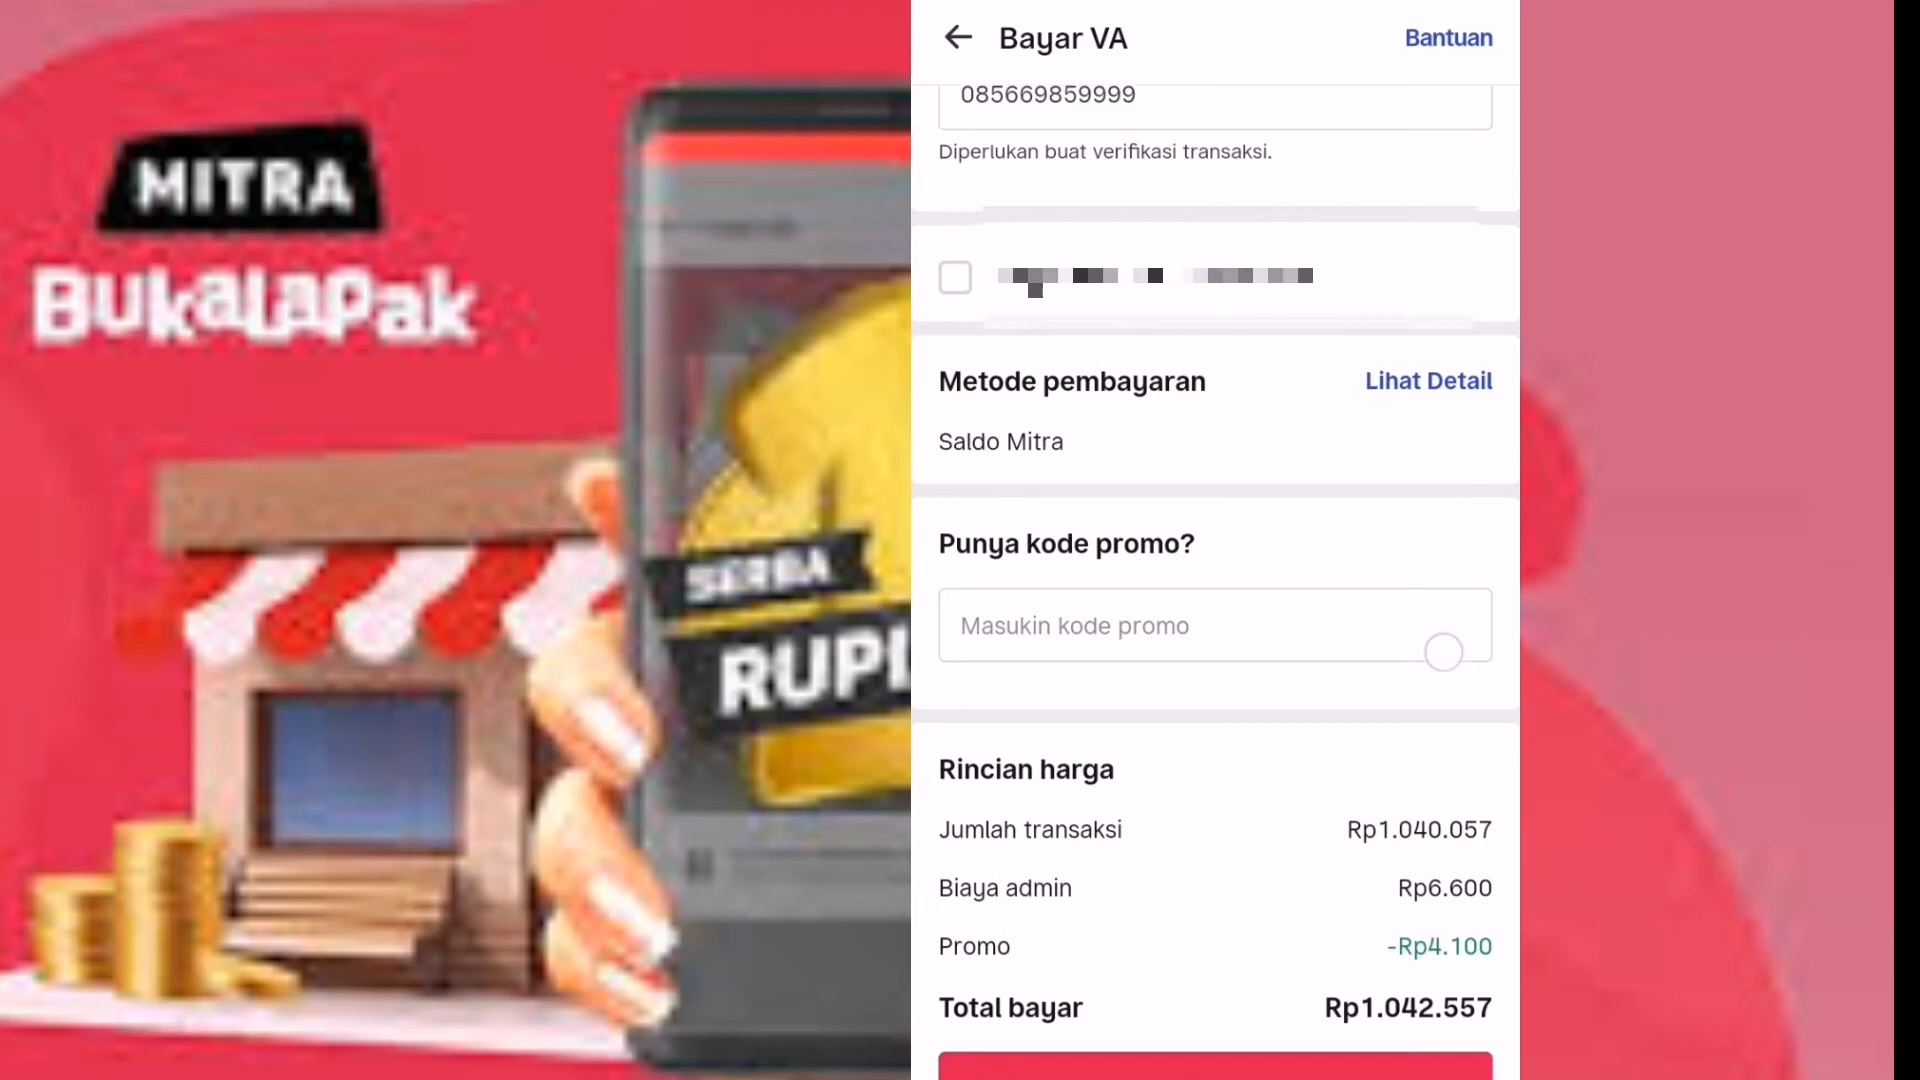 MITRA
BukaLaPak
SERBA
RUPI
Bayar VA
Bantuan
085669859999
Diperlukan buat verifikasi transaksi.
Metode pembayaran
Lihat Detail
Saldo Mitra
Punya kode promo?
Masukin kode promo
Rincian harga
Jumlah transaksi
Rp1.040.057
Biaya admin
Rp6.600
Promo
-Rp4.100
Total bayar
Rp1.042.557